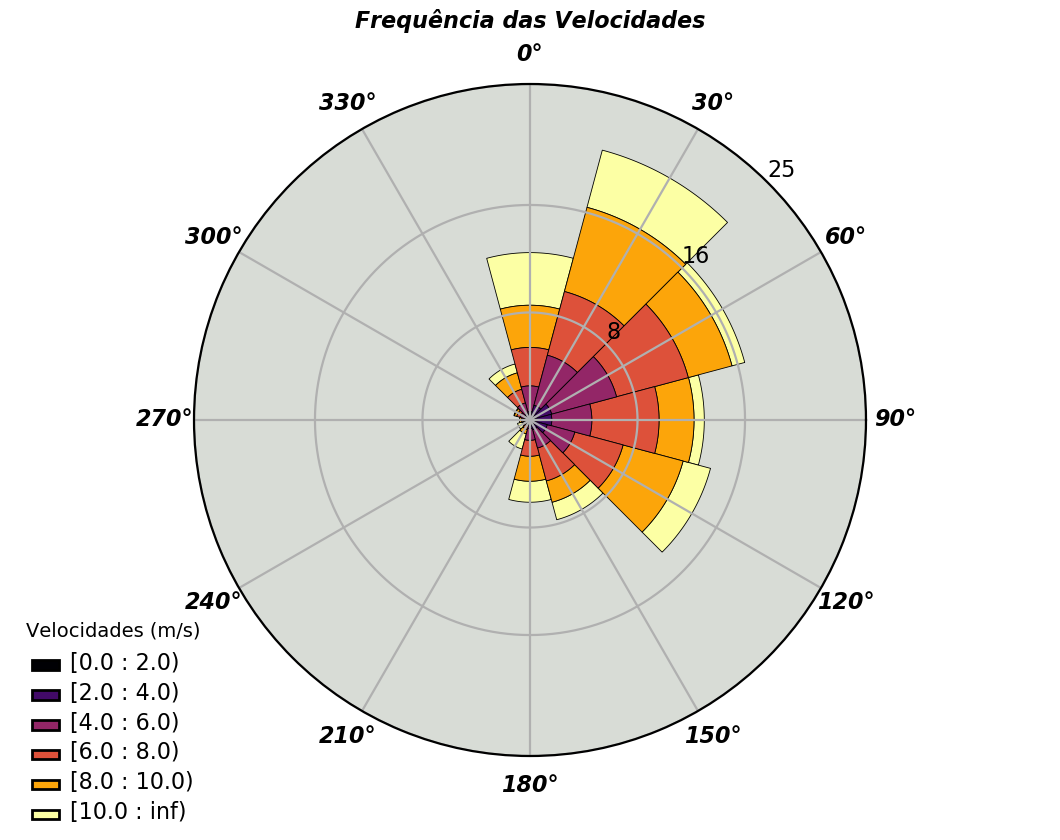 Frequência das Velocidades
0°
330°
30°
25
300°
60°
16
8
270°
90°
240°
120°
210°
150°
180°
Velocidades (m/s)
[0.0 : 2.0)
[2.0 : 4.0)
[4.0 : 6.0)
[6.0 : 8.0)
[8.0 : 10.0)
[10.0 : inf)